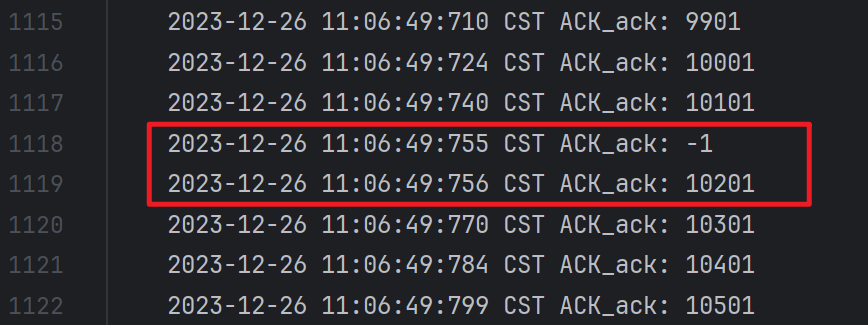 1115 2023-12-26 11:06:49:710 CST ACK_ack: 9901
1116 2023-12-26 11:06:49:724 CST ACK_ack: 10001
1117 2023-12-26 11:06:49:740 CST ACK_ack: 10101
1118 2023-12-26 11:06:49:755 CST ACK_ack: -1
1119 2023-12-26 11:06:49:756 CST ACK_ack: 10201
1120 2023-12-26 11:06:49:770 CST ACK_ack: 10301
1121 2023-12-26 11:06:49:784 CST ACK_ack: 10401
1122 2023-12-26 11:06:49:799 CST ACK_ack: 10501